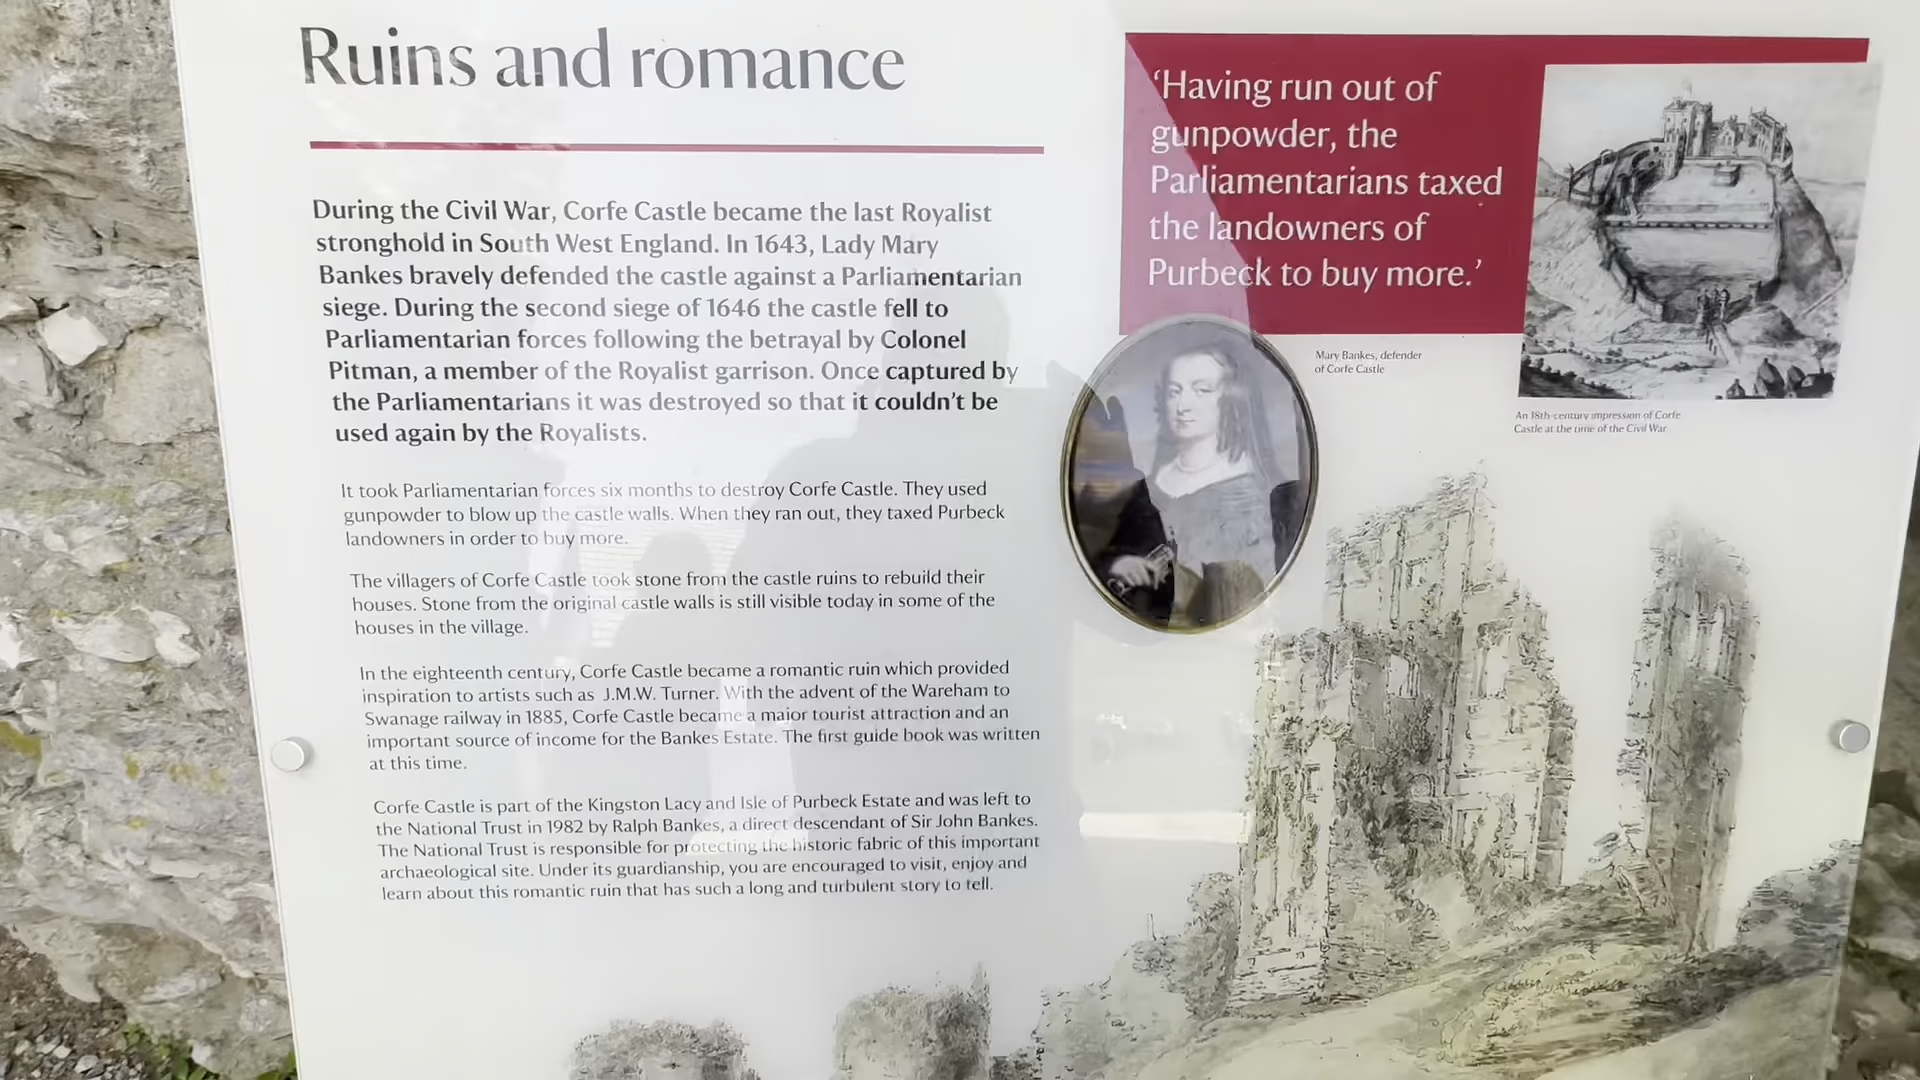 Ruins and romance
During the Civil War, Corfe Castle became the last Royalist
stronghold in South West England. In 1643, Lady Mary
Bankes bravely defended the castle against a Parliamentarian
siege. During the second siege of 1646 the castle fell to
Parliamentarian forces following the betrayal by Colonel
Pitman, a member of the Royalist garrison. Once captured by
the Parliamentarians it was destroyed so that it couldn't be
used again by the Royalists.
It took Parliamentarian forces six months to destroy Corfe Castle. They used
gunpowder to blow up the castle walls. When they ran out, they taxed Purbeck
landowners in order to buy more.
The villagers of Corfe Castle took stone from the castle ruins to rebuild their
houses. Stone from the original castle walls is still visible today in some of the
houses in the village.
In the eighteenth century, Corfe Castle became a romantic ruin which provided
inspiration to artists such as J.M.W. Turner. With the advent of the Wareham to
Swanage railway in 1885, Corfe Castle became a major tourist attraction and an
important source of income for the Bankes Estate. The first guide book was written
at this time.
Corfe Castle is part of the Kingston Lacy and Isle of Purbeck Estate and was left to
the National Trust in 1982 by Ralph Bankes, a direct descendant of Sir John Bankes.
The National Trust is responsible for protecting the historic fabric of this important
archaeological site. Under its guardianship, you are encouraged to visit, enjoy and
learn about this romantic ruin that has such a long and turbulent story to tell.
'Having run out of
gunpowder, the
Parliamentarians taxed
the landowners of
Purbeck to buy more.'
Mary Bankes, defender
of Corfe Castle
An 18th-century impression of Corfe
Castle at the time of the Civil War